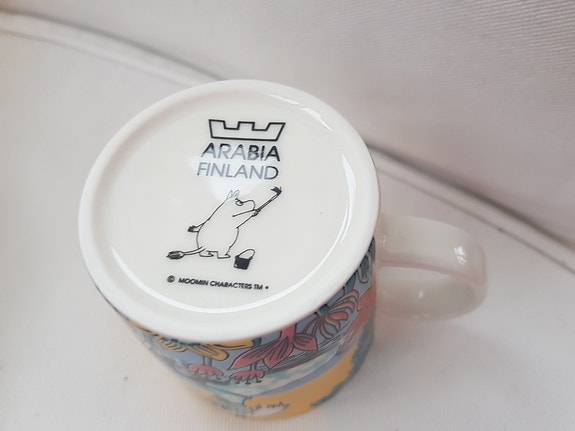 ARABIA
FINLAND
© MOOMIN CHARACTERS TM •